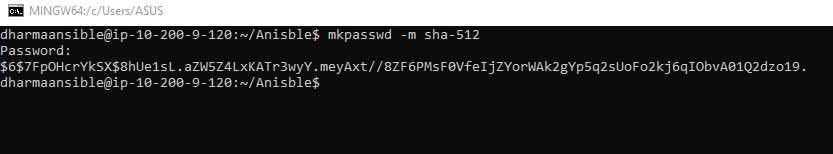 MINGW64:/c/Users/ASUS
dharmaansible@ip-10-200-9-120:~/Anisble$ mkpasswd -m sha-512
Password:
$6$7FpOHcrYkSX$8hUe1sL.aZW5Z4LxKATr3wyY.meyAxt//8ZF6PMsF0VfeIjZYorWAk2gYp5q2sUoFo2kj6qIObvA01Q2dzo19.
dharmaansible@ip-10-200-9-120:~/Anisble$